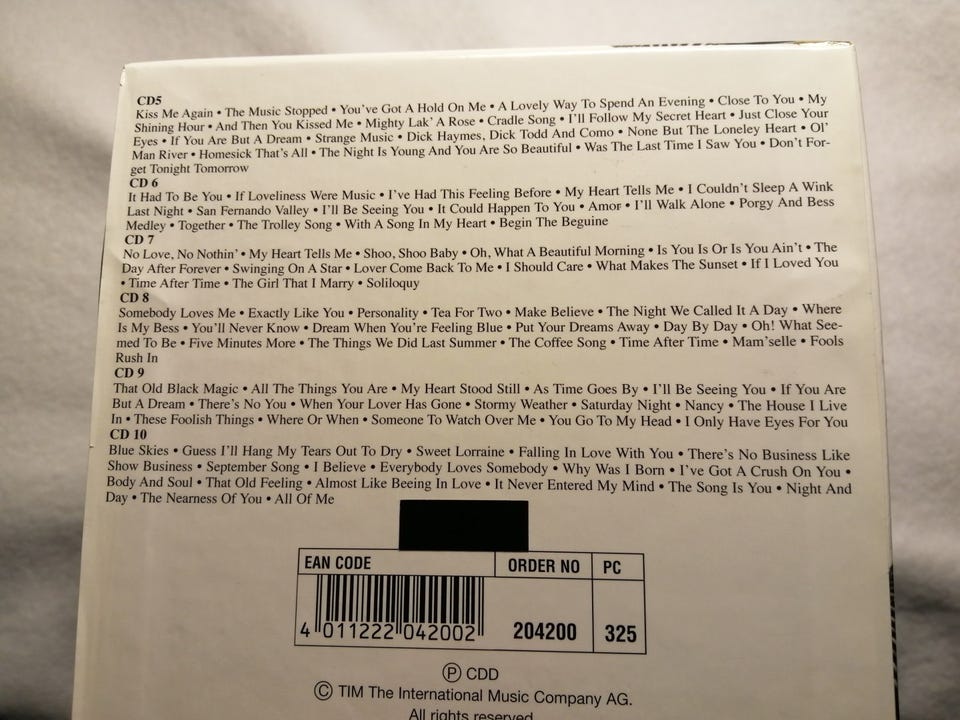 CD5
Kiss Me Again • The Music Stopped • You've Got A Hold On Me • A Lovely Way To Spend An Evening • Close To You • My
Shining Hour • And Then You Kissed Me • Mighty Lak' A Rose • Cradle Song • I'll Follow My Secret Heart • Just Close Your
Eyes • If You Are But A Dream • Strange Music • Dick Haymes, Dick Todd And Como • None But The Loneley Heart • Ol'
Man River • Homesick That's All • The Night Is Young And You Are So Beautiful • Was The Last Time I Saw You • Don't For-
get Tonight Tomorrow
CD 6
It Had To Be You • If Loveliness Were Music • I've Had This Feeling Before • My Heart Tells Me • I Couldn't Sleep A Wink
Last Night • San Fernando Valley • I'll Be Seeing You • It Could Happen To You • Amor • I'll Walk Alone • Porgy And Bess
Medley • Together • The Trolley Song • With A Song In My Heart • Begin The Beguine
CD 7
No Love, No Nothin' • My Heart Tells Me • Shoo, Shoo Baby • Oh, What A Beautiful Morning • Is You Is Or Is You Ain't • The
Day After Forever • Swinging On A Star • Lover Come Back To Me • I Should Care • What Makes The Sunset • If I Loved You
• Time After Time • The Girl That I Marry • Soliloquy
CD 8
Somebody Loves Me • Exactly Like You • Personality • Tea For Two • Make Believe • The Night We Called It A Day • Where
Is My Bess • You'll Never Know • Dream When You're Feeling Blue • Put Your Dreams Away • Day By Day • Oh! What See-
med To Be • Five Minutes More • The Things We Did Last Summer • The Coffee Song • Time After Time • Mam'selle • Fools
Rush In
CD 9
That Old Black Magic • All The Things You Are • My Heart Stood Still • As Time Goes By • I'll Be Seeing You • If You Are
But A Dream • There's No You • When Your Lover Has Gone • Stormy Weather • Saturday Night • Nancy • The House I Live
In • These Foolish Things • Where Or When • Someone To Watch Over Me • You Go To My Head • I Only Have Eyes For You
CD 10
Blue Skies • Guess I'll Hang My Tears Out To Dry • Sweet Lorraine • Falling In Love With You • There's No Business Like
Show Business • September Song • I Believe • Everybody Loves Somebody • Why Was I Born • I've Got A Crush On You •
Body And Soul • That Old Feeling • Almost Like Beeing In Love • It Never Entered My Mind • The Song Is You • Night And
Day • The Nearness Of You • All Of Me
EAN CODE ORDER NO PC
4 011222 042002 204200 325
Ⓟ CDD
© TIM The International Music Company AG.
All rights reserved